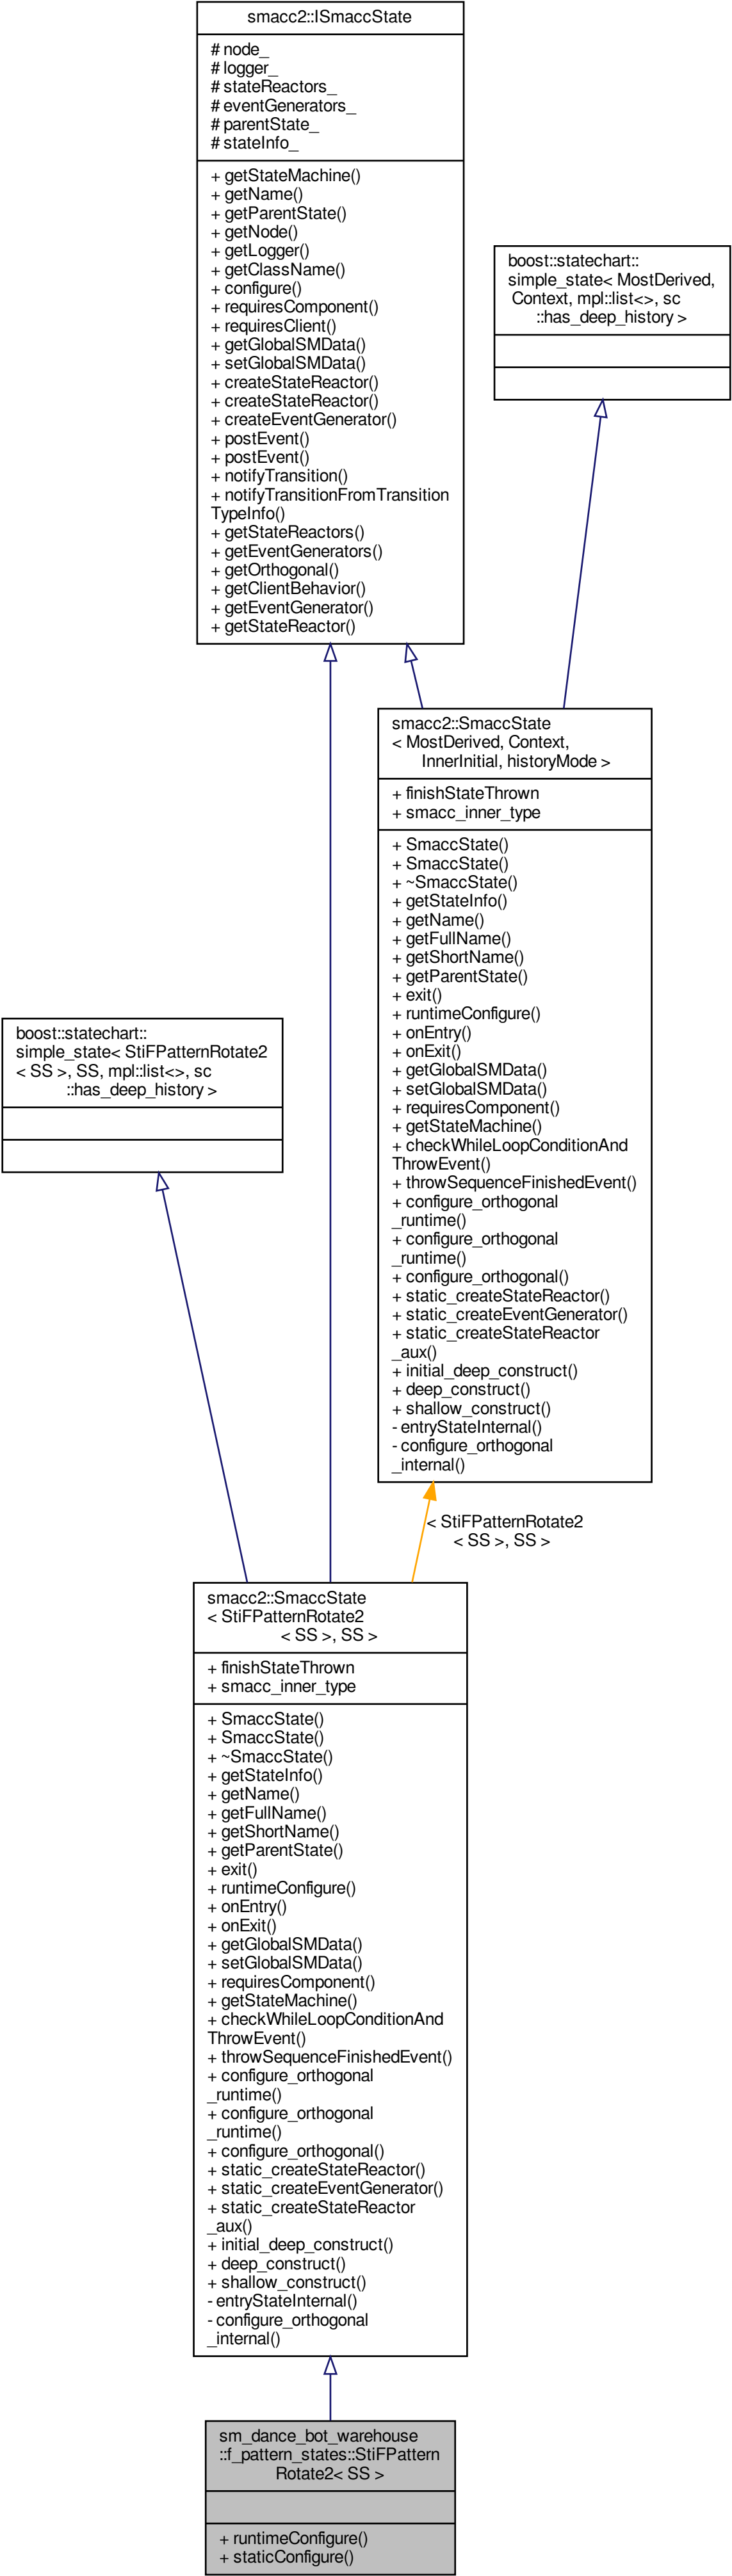 smacc2::ISmaccState
# node_
# logger_
# stateReactors_
# eventGenerators_
# parentState_
# stateInfo_
+ getStateMachine()
+ getName()
+ getParentState()
+ getNode()
+ getLogger()
+ getClassName()
+ configure()
+ requiresComponent()
+ requiresClient()
+ getGlobalSMData()
+ setGlobalSMData()
+ createStateReactor()
+ createStateReactor()
+ createEventGenerator()
+ postEvent()
+ postEvent()
+ notifyTransition()
+ notifyTransitionFromTransition
TypeInfo()
+ getStateReactors()
+ getEventGenerators()
+ getOrthogonal()
+ getClientBehavior()
+ getEventGenerator()
+ getStateReactor()
boost::statechart::
simple_state< MostDerived,
Context, mpl::list<>, sc
::has_deep_history >
smacc2::SmaccState
< MostDerived, Context,
InnerInitial, historyMode >
+ finishStateThrown
+ smacc_inner_type
+ SmaccState()
+ SmaccState()
+ ~SmaccState()
+ getStateInfo()
+ getName()
+ getFullName()
+ getShortName()
+ getParentState()
+ exit()
+ runtimeConfigure()
+ onEntry()
+ onExit()
+ getGlobalSMData()
+ setGlobalSMData()
+ requiresComponent()
+ getStateMachine()
+ checkWhileLoopConditionAnd
ThrowEvent()
+ throwSequenceFinishedEvent()
+ configure_orthogonal
_runtime()
+ configure_orthogonal
_runtime()
+ configure_orthogonal()
+ static_createStateReactor()
+ static_createEventGenerator()
+ static_createStateReactor
_aux()
+ initial_deep_construct()
+ deep_construct()
+ shallow_construct()
- entryStateInternal()
- configure_orthogonal
_internal()
boost::statechart::
simple_state< StiFPatternRotate2
< SS >, SS, mpl::list<>, sc
::has_deep_history >
< StiFPatternRotate2
< SS >, SS >
smacc2::SmaccState
< StiFPatternRotate2
< SS >, SS >
+ finishStateThrown
+ smacc_inner_type
+ SmaccState()
+ SmaccState()
+ ~SmaccState()
+ getStateInfo()
+ getName()
+ getFullName()
+ getShortName()
+ getParentState()
+ exit()
+ runtimeConfigure()
+ onEntry()
+ onExit()
+ getGlobalSMData()
+ setGlobalSMData()
+ requiresComponent()
+ getStateMachine()
+ checkWhileLoopConditionAnd
ThrowEvent()
+ throwSequenceFinishedEvent()
+ configure_orthogonal
_runtime()
+ configure_orthogonal
_runtime()
+ configure_orthogonal()
+ static_createStateReactor()
+ static_createEventGenerator()
+ static_createStateReactor
_aux()
+ initial_deep_construct()
+ deep_construct()
+ shallow_construct()
- entryStateInternal()
- configure_orthogonal
_internal()
sm_dance_bot_warehouse
::f_pattern_states::StiFPattern
Rotate2< SS >
+ runtimeConfigure()
+ staticConfigure()